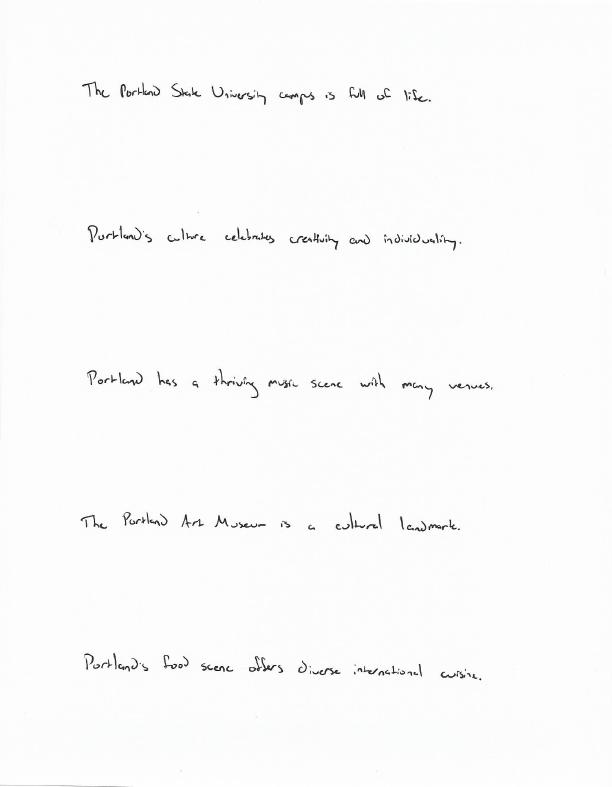 The Portland State University campus is full of life.
Portland's culture celebrates creativity and individuality.
Portland has a thriving music scene with many venues.
The Portland Art Museum is a cultural landmark.
Portland's food scene offers diverse international cuisine.